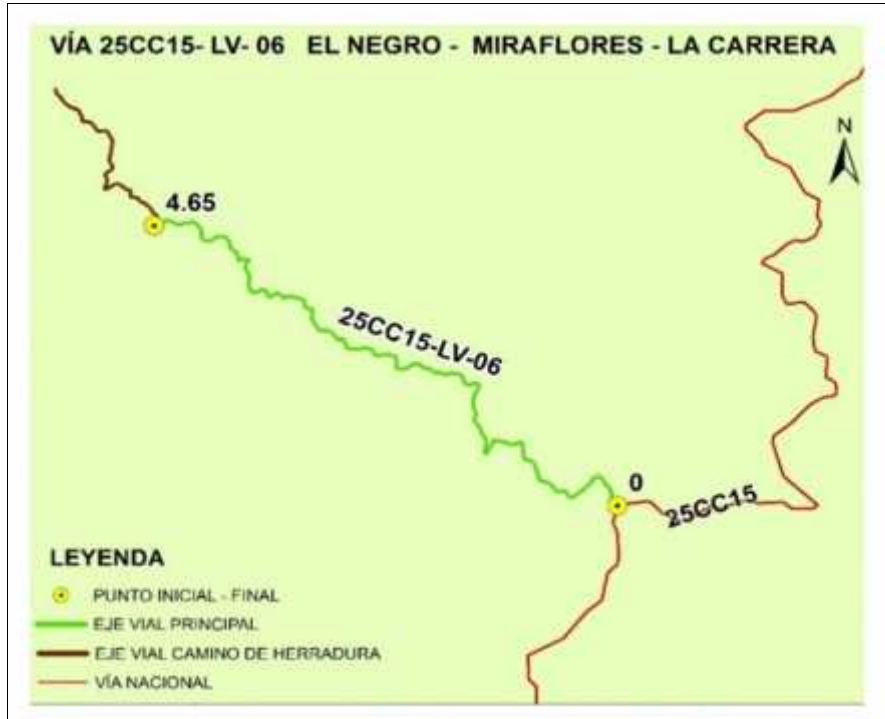 VÍA 25CC15- LV- 06 EL NEGRO - MIRAFLORES - LA CARRERA
N
4.65
25CC15-LV-06
0
25CC15
LEYENDA
PUNTO INICIAL - FINAL
EJE VIAL PRINCIPAL
EJE VIAL CAMINO DE HERRADURA
VÍA NACIONAL